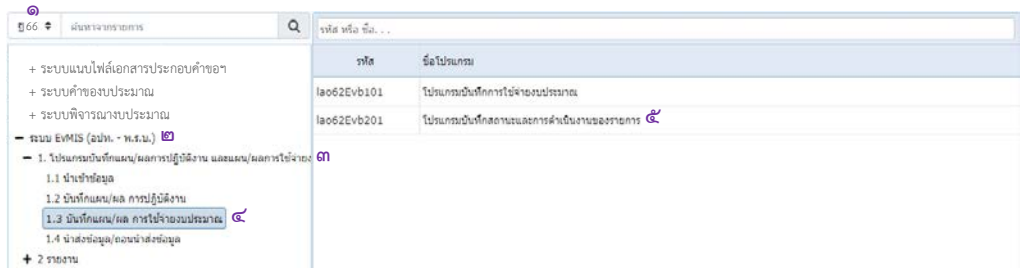 ๑
ปี66 ค้นหาจากรายการ รหัส หรือ ชื่อ. . .
รหัส ชื่อโปรแกรม
+ ระบบแนบไฟล์เอกสารประกอบคำขอฯ
+ ระบบคำของบประมาณ
+ ระบบพิจารณางบประมาณ
lao62Evb101 โปรแกรมบันทึกการใช้จ่ายงบประมาณ
lao62Evb201 โปรแกรมบันทึกสถานะและการดำเนินงานของรายการ ๕
− ระบบ EvMIS (อปท. - พ.ร.บ.) ๒
− 1. โปรแกรมบันทึกแผน/ผลการปฏิบัติงาน และแผน/ผลการใช้จ่ายง ๓
1.1 นำเข้าข้อมูล
1.2 บันทึกแผน/ผล การปฏิบัติงาน
1.3 บันทึกแผน/ผล การใช้จ่ายงบประมาณ ๔
1.4 นำส่งข้อมูล/ถอนนำส่งข้อมูล
+ 2 รายงาน